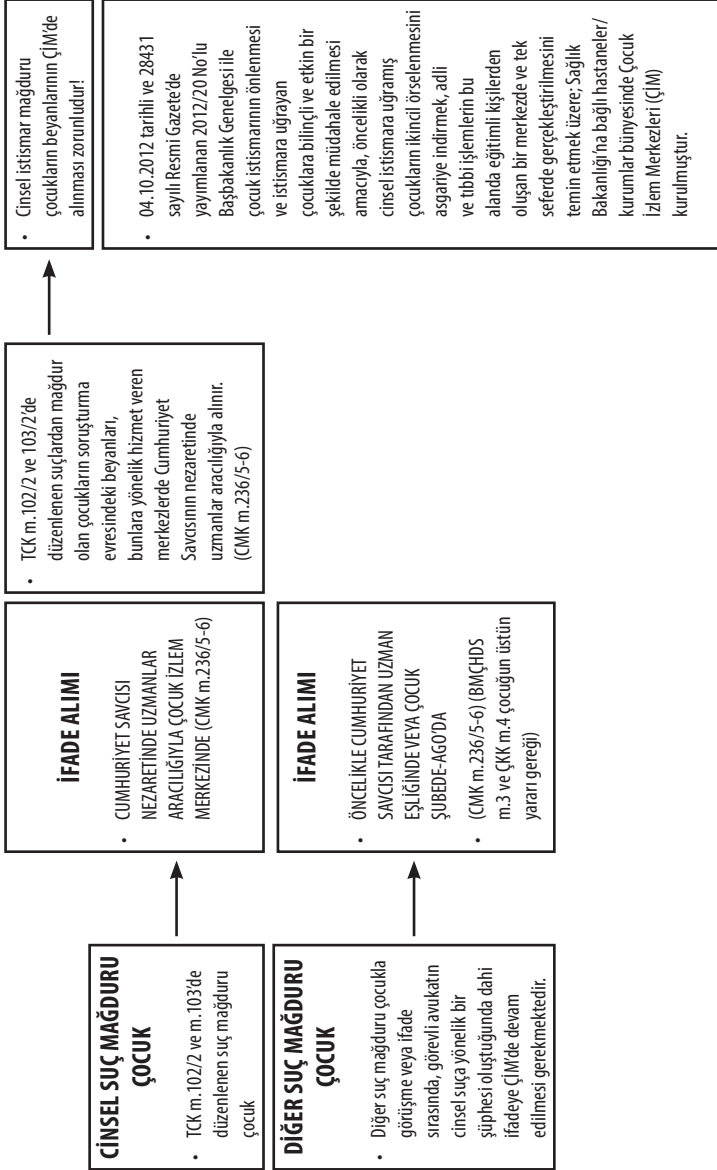 CİNSEL SUÇ MAĞDURU
ÇOCUK
• TCK m.102/2 ve m.103'de
düzenlenen suç mağduru
çocuk
İFADE ALIMI
• CUMHURİYET SAVCISI
NEZARETİNDE UZMANLAR
ARACILIĞIYLA ÇOCUK İZLEM
MERKEZİNDE (CMK m.236/5-6)
• TCK m.102/2 ve 103/2'de
düzenlenen suçlardan mağdur
olan çocukların soruşturma
evresindeki beyanları,
bunlara yönelik hizmet veren
merkezlerde Cumhuriyet
Savcısının nezaretinde
uzmanlar aracılığıyla alınır.
(CMK m.236/5-6)
• Cinsel istismar mağduru
çocukların beyanlarının ÇİM'de
alınması zorunludur!
DİĞER SUÇ MAĞDURU
ÇOCUK
• Diğer suç mağduru çocukla
görüşme veya ifade
sırasında, görevli avukatın
cinsel suça yönelik bir
şüphesi oluştuğunda dahi
ifadeye ÇİM'de devam
edilmesi gerekmektedir.
İFADE ALIMI
• ÖNCELİKLE CUMHURİYET
SAVCISI TARAFINDAN UZMAN
EŞLİĞİNDE VEYA ÇOCUK
ŞUBEDE-AGO'DA
• (CMK m.236/5-6) (BMÇHDS
m.3 ve ÇKK m.4 çocuğun üstün
yararı gereği)
• 04.10.2012 tarihli ve 28431
sayılı Resmi Gazete'de
yayımlanan 2012/20 No'lu
Başbakanlık Genelgesi ile
çocuk istismarının önlenmesi
ve istismara uğrayan
çocuklara bilinçli ve etkin bir
şekilde müdahale edilmesi
amacıyla, öncelikli olarak
cinsel istismara uğramış
çocukların ikincil örselenmesini
asgariye indirmek, adli
ve tıbbi işlemlerin bu
alanda eğitimli kişilerden
oluşan bir merkezde ve tek
seferde gerçekleştirilmesini
temin etmek üzere; Sağlık
Bakanlığı'na bağlı hastaneler/
kurumlar bünyesinde Çocuk
İzlem Merkezleri (ÇİM)
kurulmuştur.